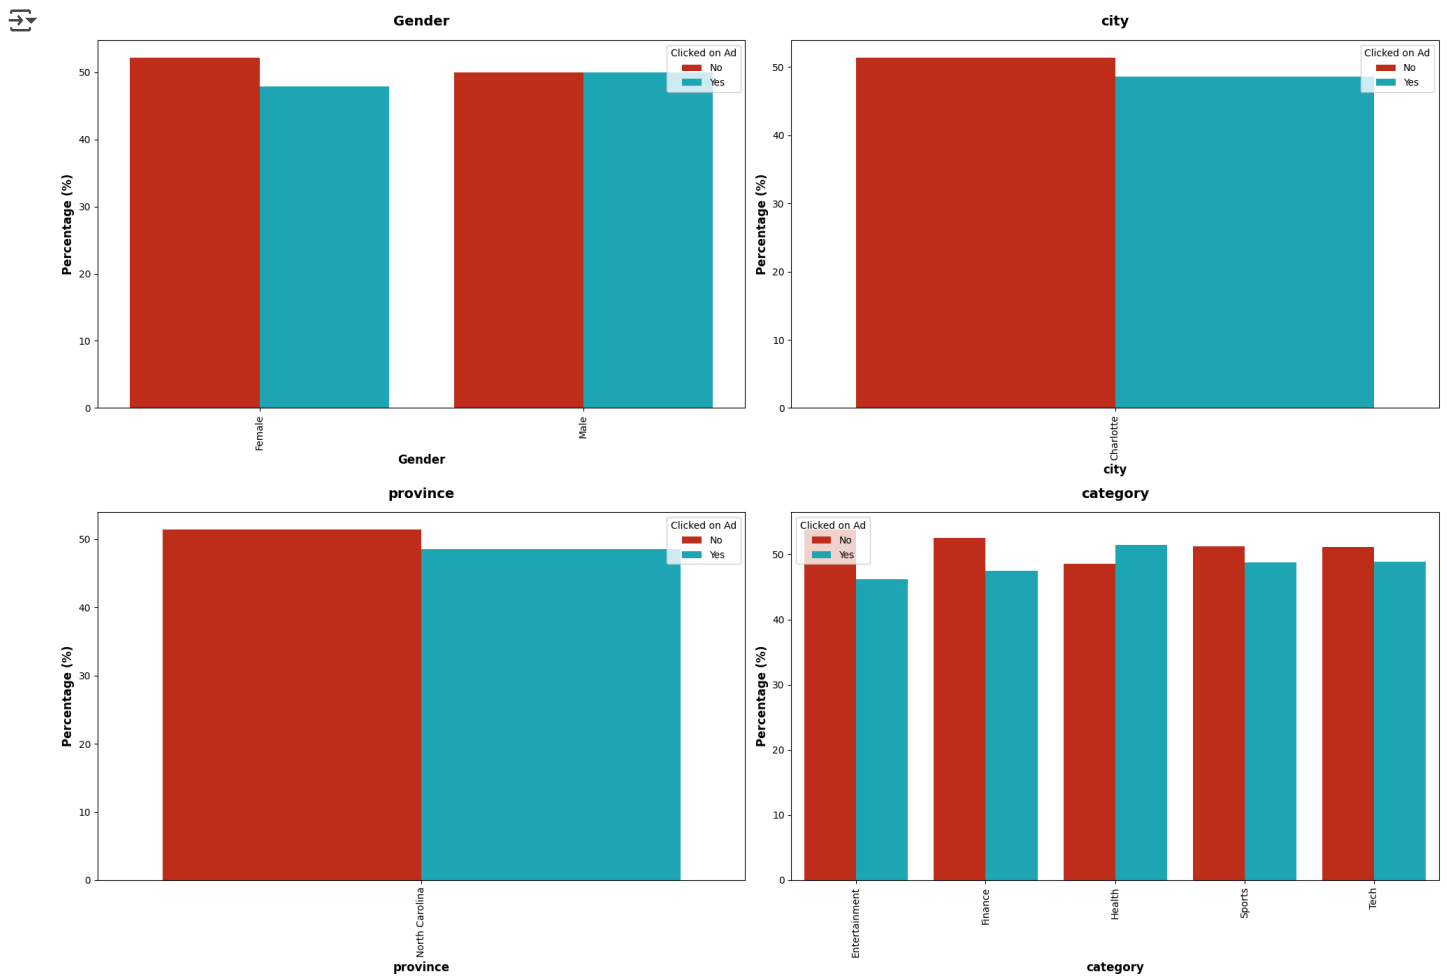 Gender
Percentage (%)
50
40
30
20
10
0
Clicked on Ad
No
Yes
Female
Male
Gender
city
Percentage (%)
50
40
30
20
10
0
Clicked on Ad
No
Yes
Charlotte
city
province
Percentage (%)
50
40
30
20
10
0
Clicked on Ad
No
Yes
North Carolina
province
category
Percentage (%)
50
40
30
20
10
0
Clicked on Ad
No
Yes
Entertainment
Finance
Health
Sports
Tech
category